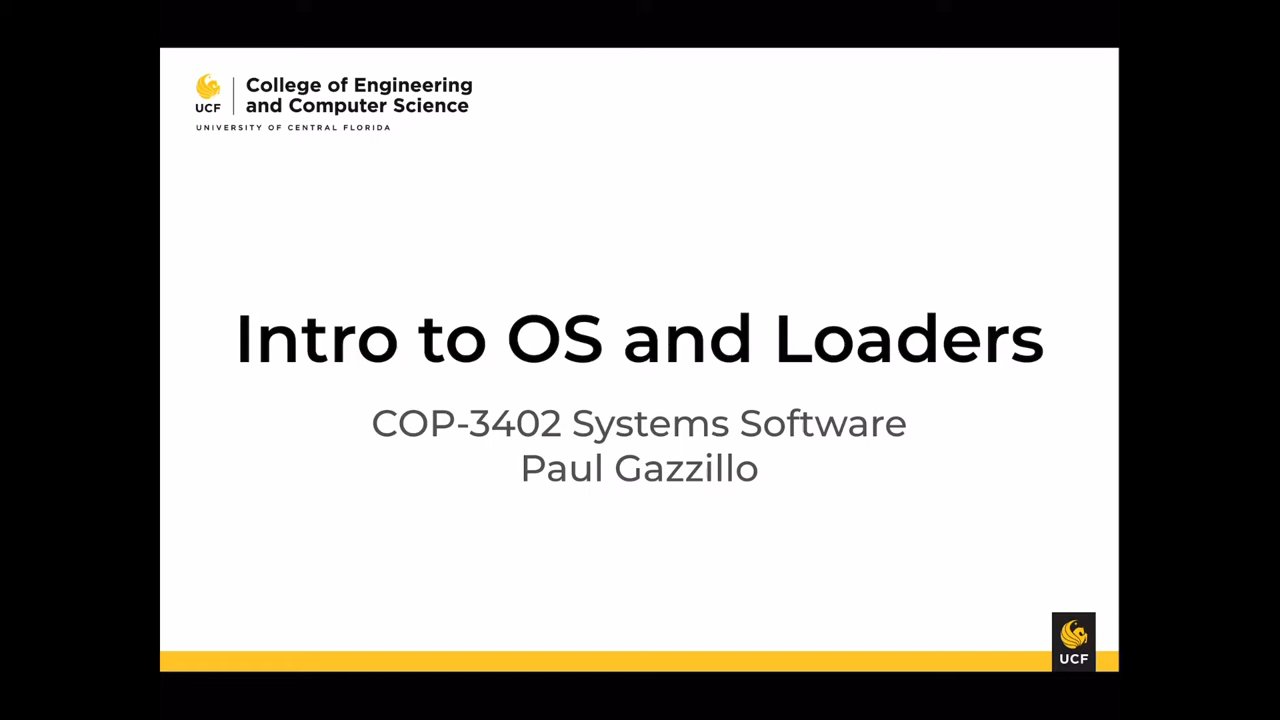 UCF
College of Engineering
and Computer Science
UNIVERSITY OF CENTRAL FLORIDA
Intro to OS and Loaders
COP-3402 Systems Software
Paul Gazzillo
UCF